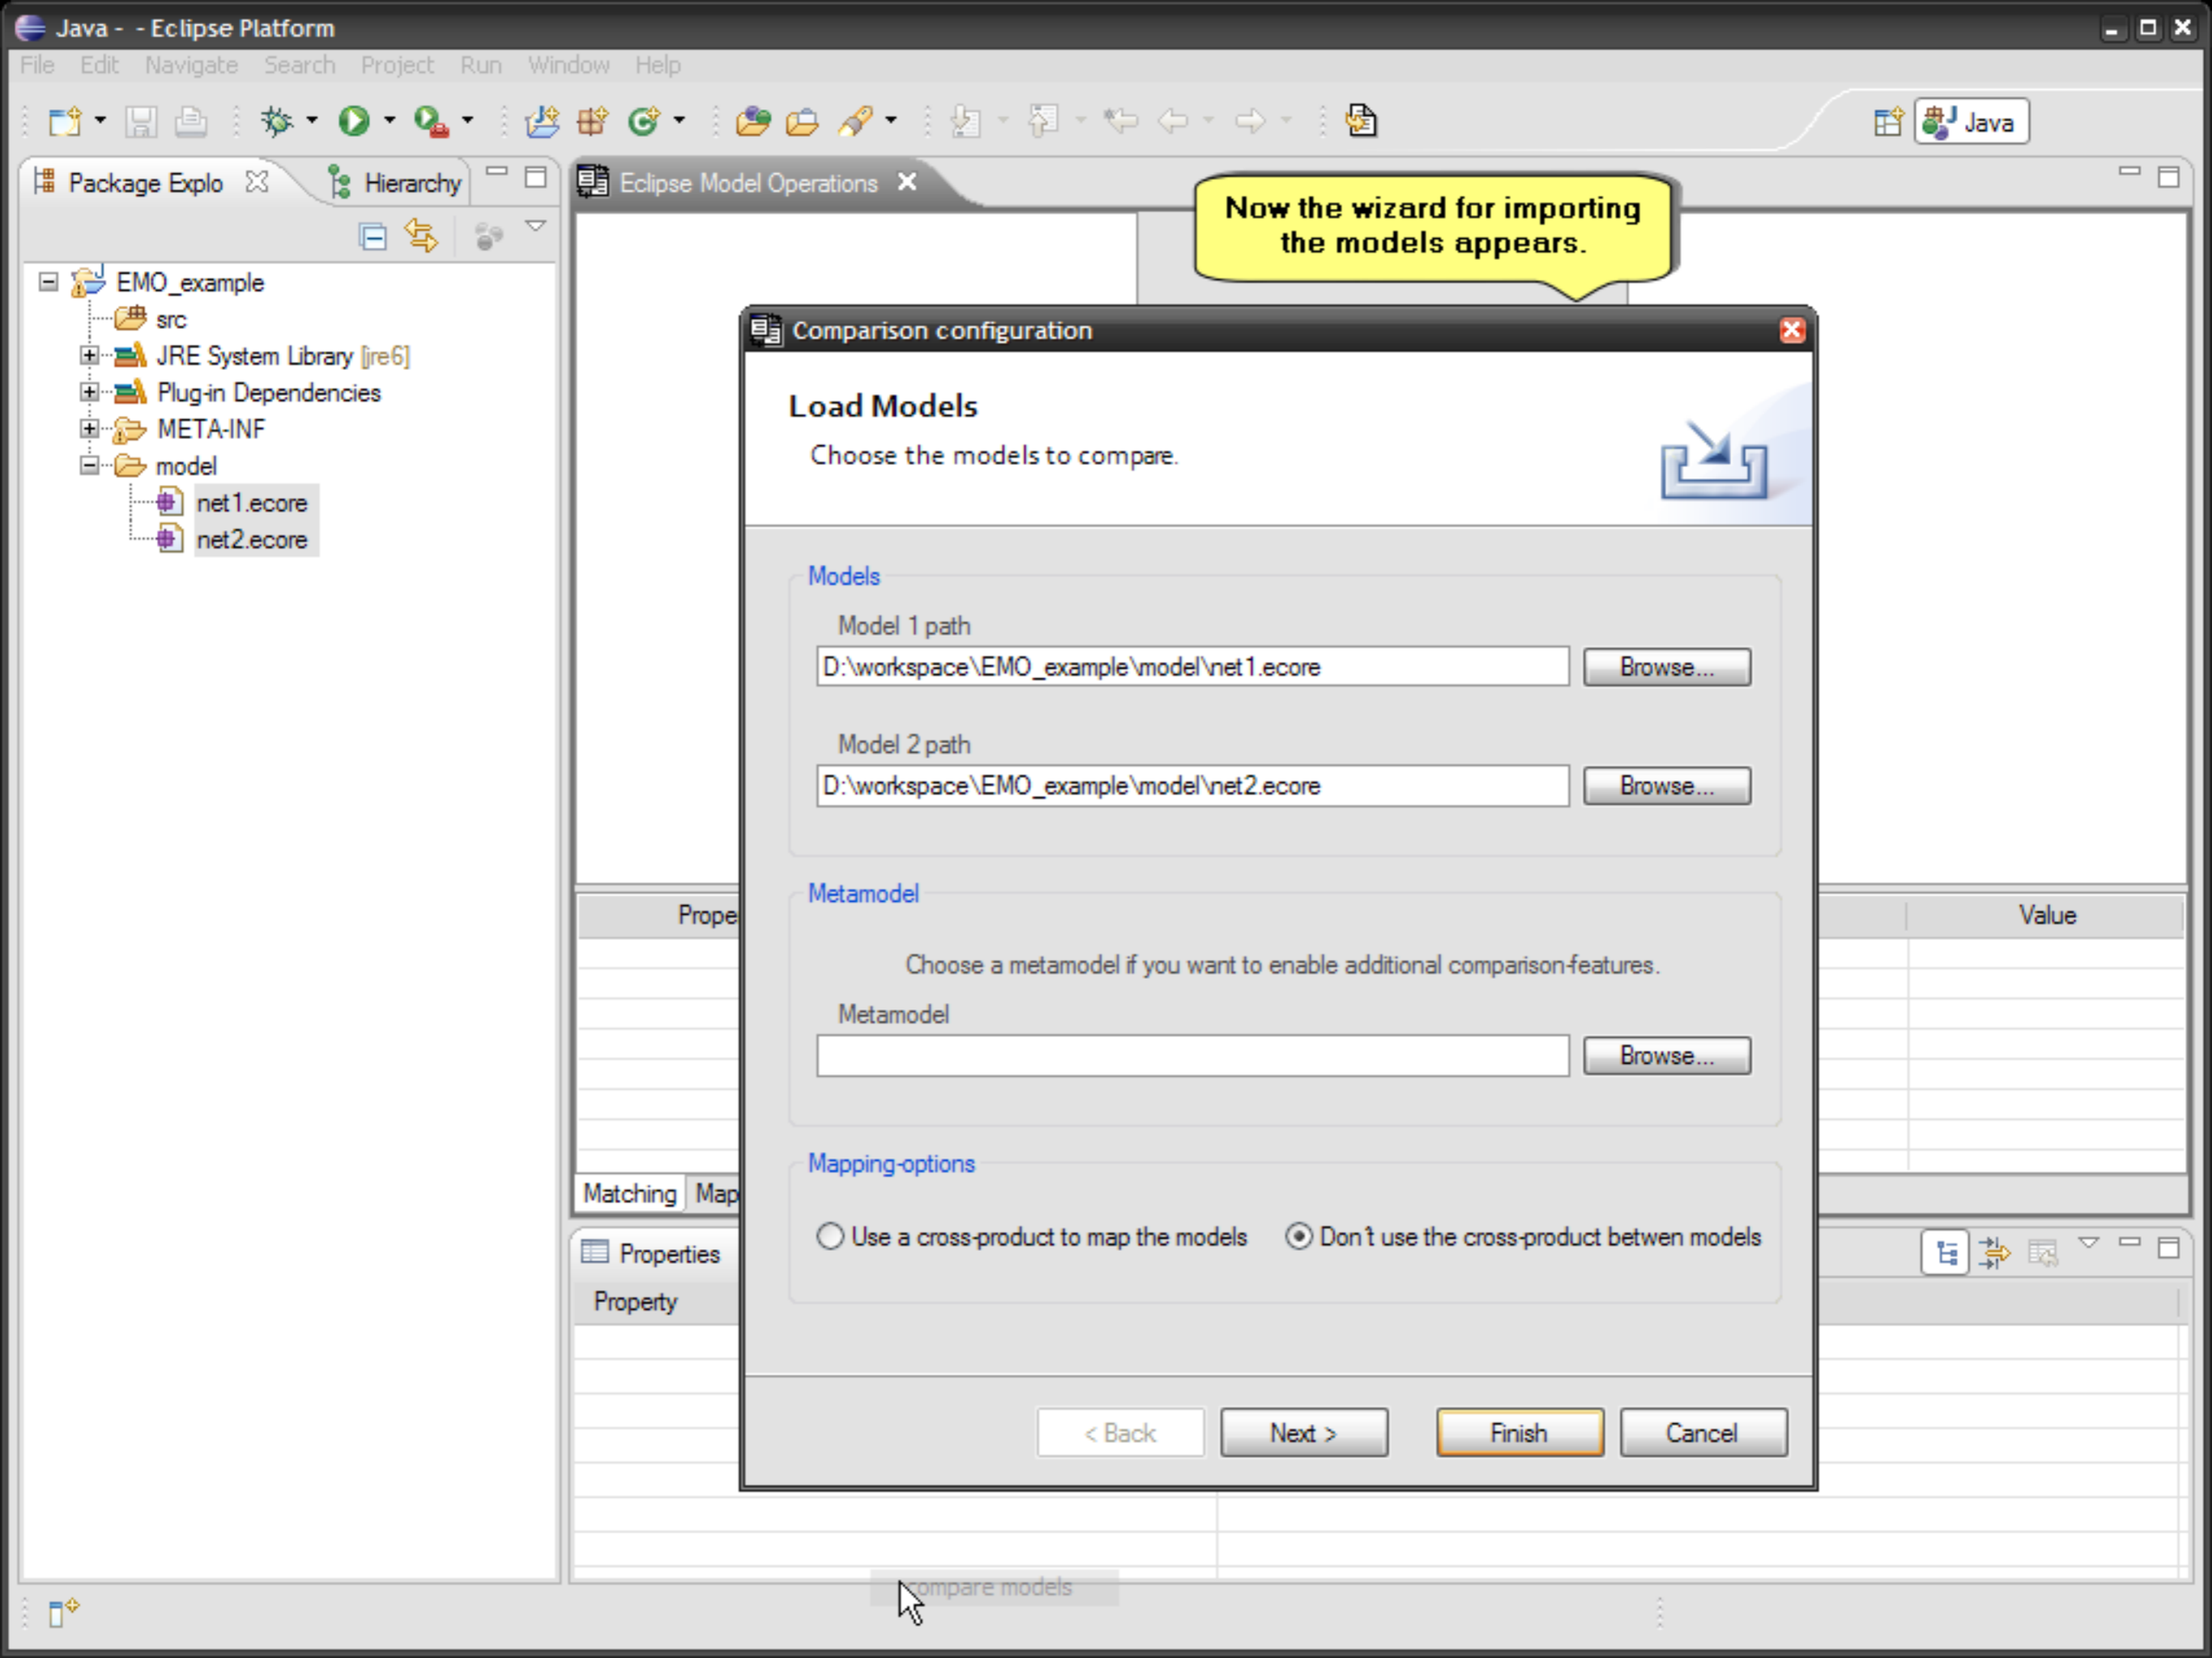 Java - - Eclipse Platform
File Edit Navigate Search Project Run Window Help
Java
Package Explo
Hierarchy
Eclipse Model Operations
Now the wizard for importing
the models appears.
EMO_example
src
JRE System Library [jre6]
Plug-in Dependencies
META-INF
model
net1.ecore
net2.ecore
Comparison configuration
Load Models
Choose the models to compare.
Models
Model 1 path
D:\workspace\EMO_example\model\net1.ecore
Browse...
Model 2 path
D:\workspace\EMO_example\model\net2.ecore
Browse...
Metamodel
Choose a metamodel if you want to enable additional comparison-features.
Metamodel
Browse...
Mapping-options
Use a cross-product to map the models
Don't use the cross-product betwen models
< Back
Next >
Finish
Cancel
Prope
Value
Matching
Map
Properties
Property
compare models